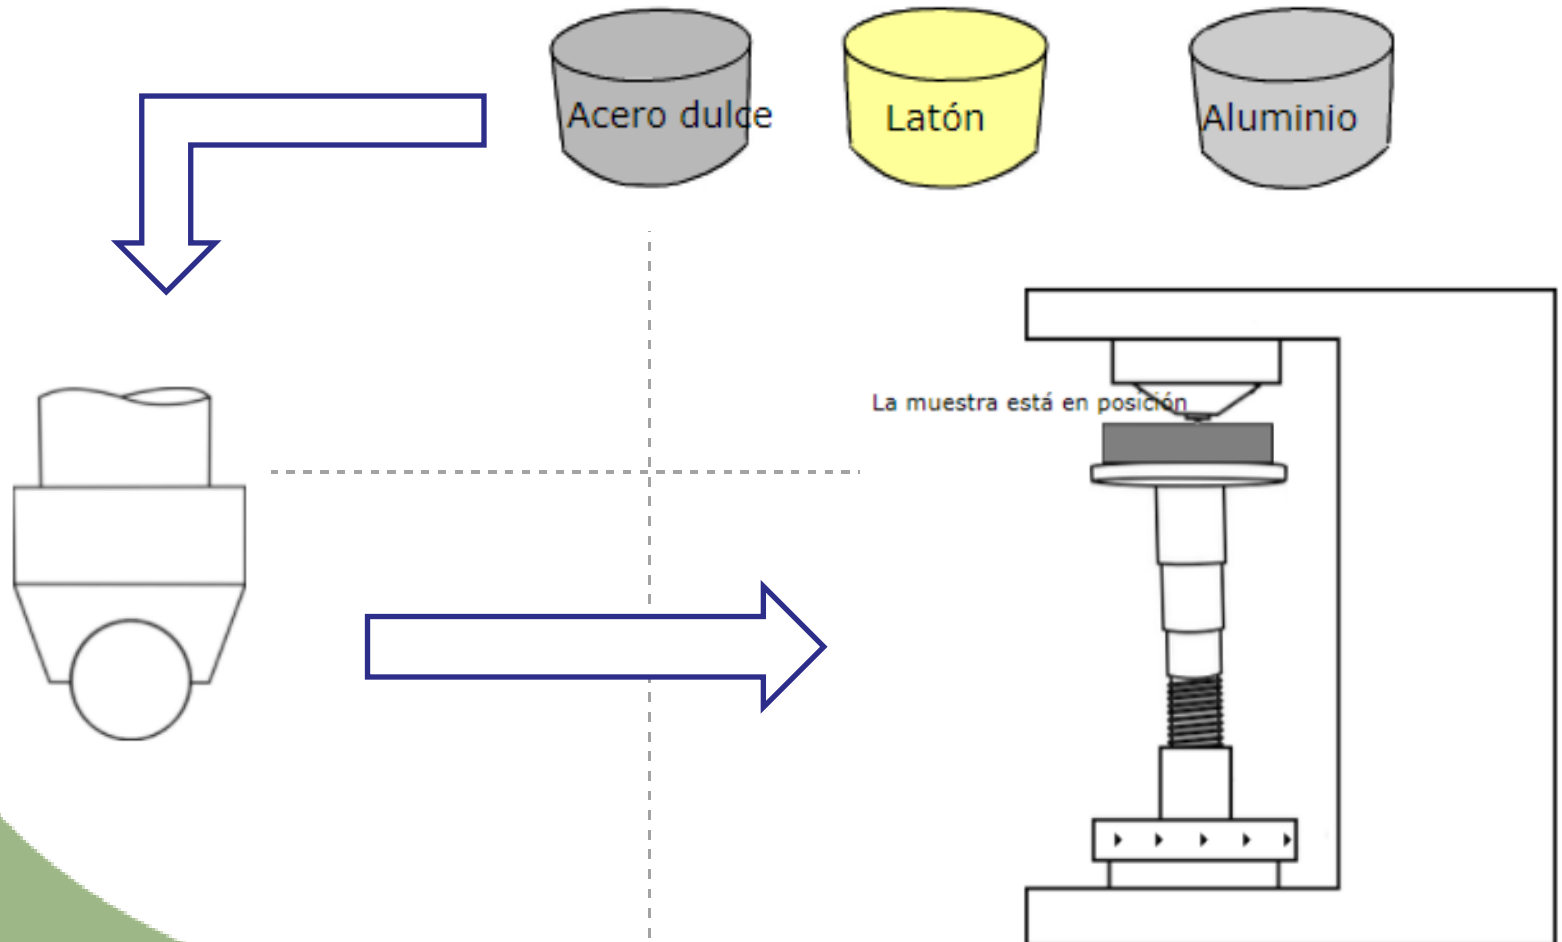 Acero dulce
Latón
Aluminio
La muestra está en posición